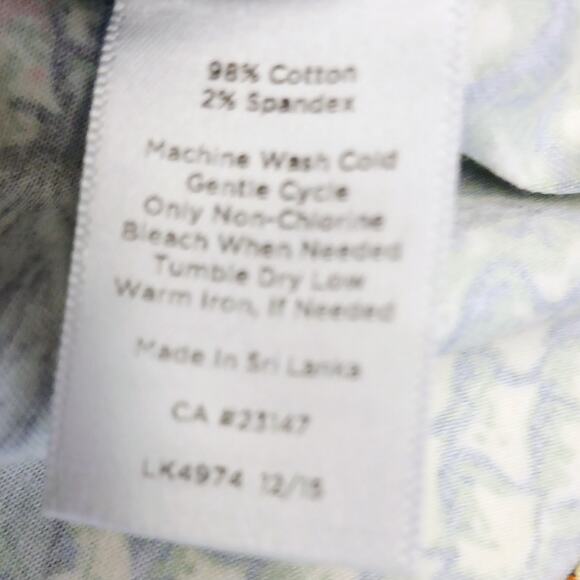 98% Cotton
2% Spandex
Machine Wash Cold
Gentle Cycle
Only Non-Chlorine
Bleach When Needed
Tumble Dry Low
Warm Iron, If Needed
Made In Sri Lanka
CA #23147
LK4974 12/15